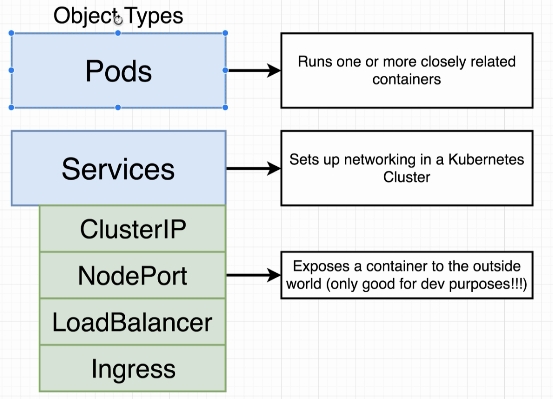 Object Types
Pods
Runs one or more closely related
containers
Services
Sets up networking in a Kubernetes
Cluster
ClusterIP
NodePort
Exposes a container to the outside
world (only good for dev purposes!!!)
LoadBalancer
Ingress